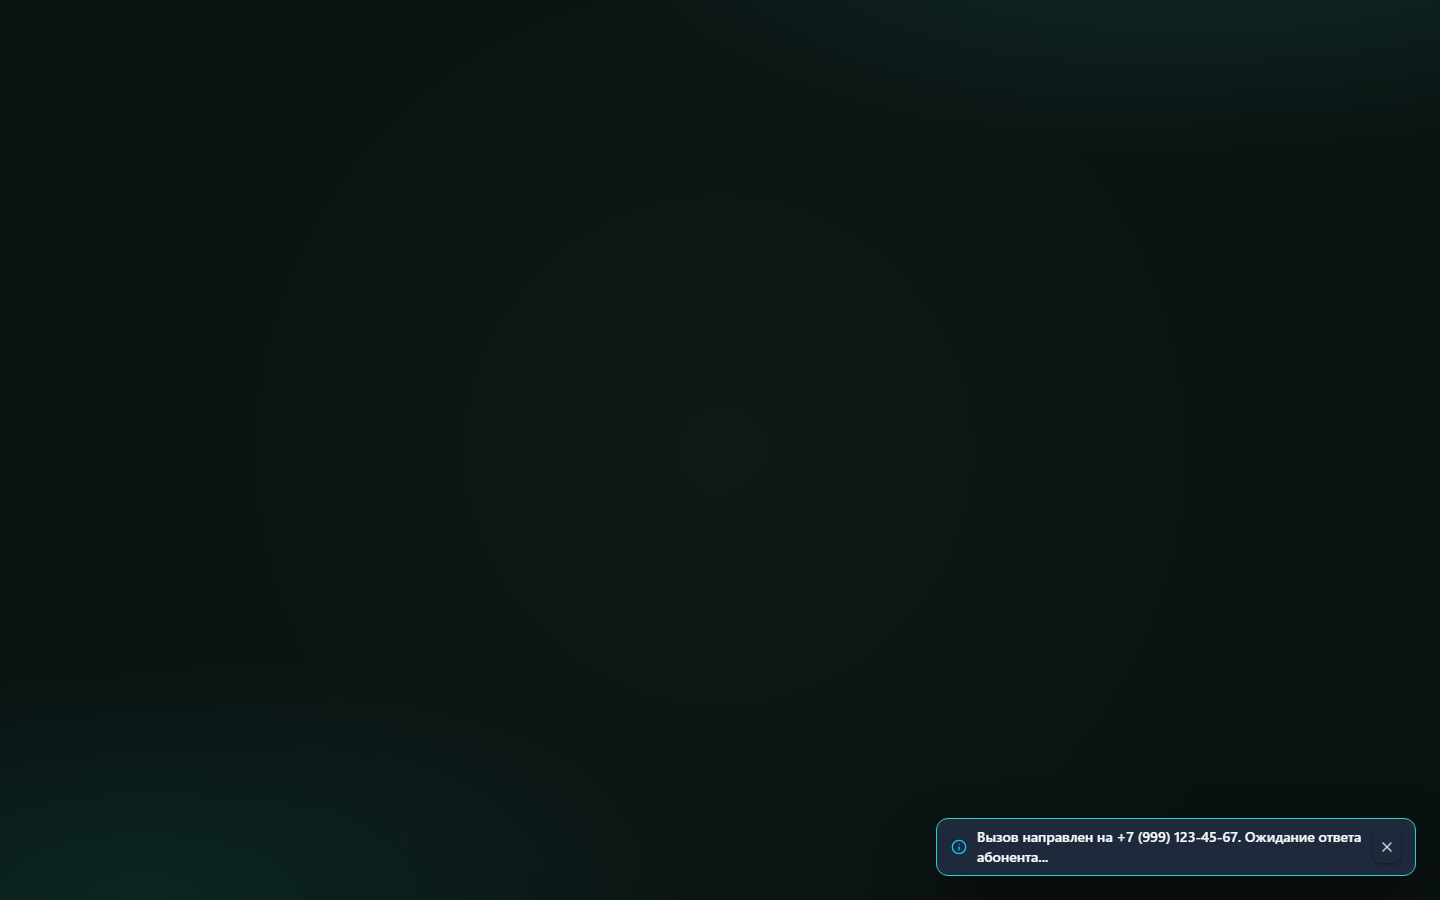 Вызов направлен на +7 (999) 123-45-67. Ожидание ответа
абонента...